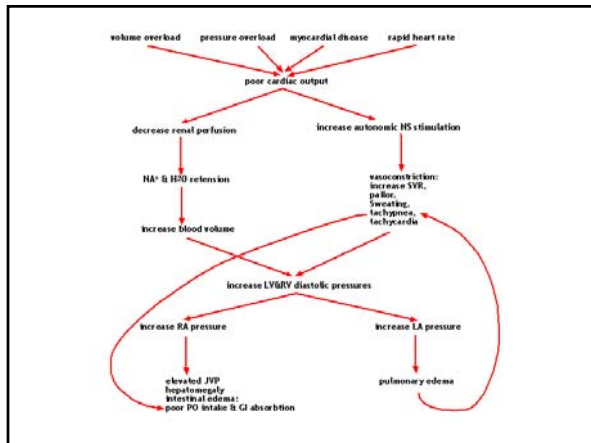 volume overload pressure overload myocardial disease rapid heart rate
poor cardiac output
decrease renal perfusion increase autonomic NS stimulation
NA+ & H2O retension
vasoconstriction:
increase SVR,
pallor,
Sweating,
tachypnea,
tachycardia
increase blood volume
increase LV&RV diastolic pressures
increase RA pressure increase LA pressure
elevated JVP
hepatomegaly
intestinal edema:
poor PO intake & GI absorbtion
pulmonary edema